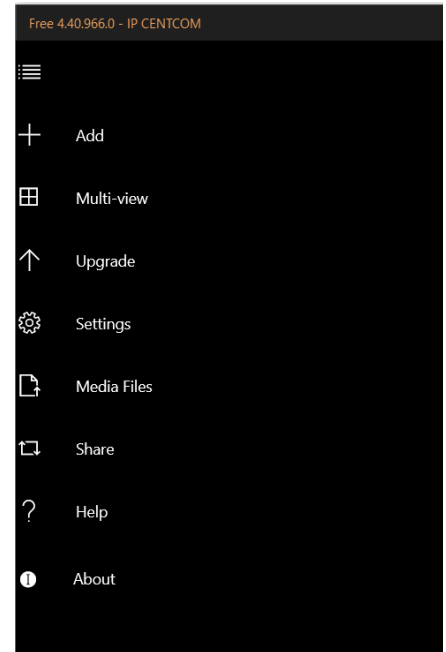 Free 4.40.966.0 - IP CENTCOM
Add
Multi-view
Upgrade
Settings
Media Files
Share
Help
About